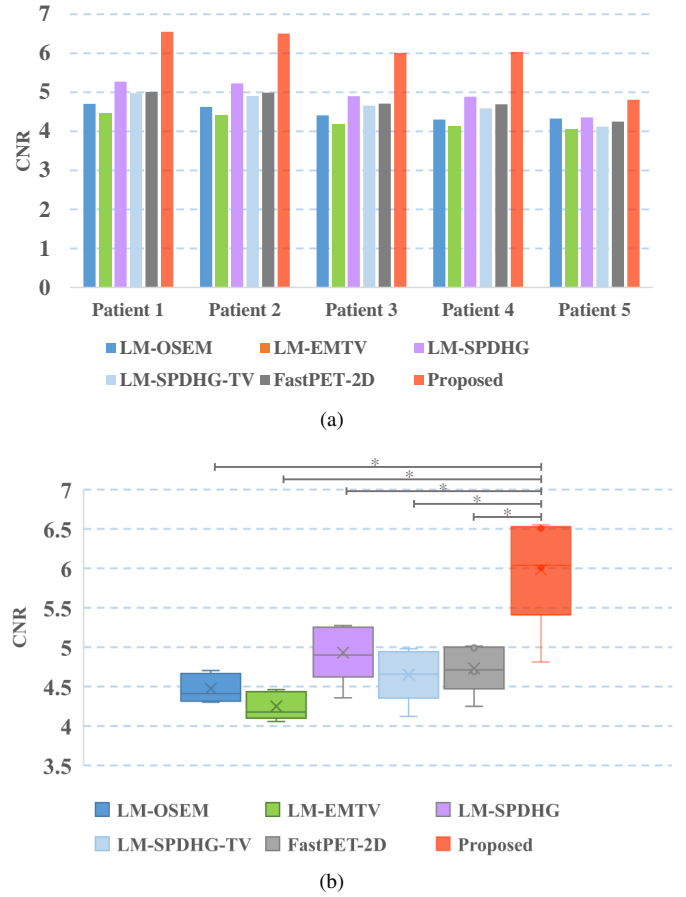 7
6
5
4
3
2
1
0
CNR
Patient 1 Patient 2 Patient 3 Patient 4 Patient 5
LM-OSEM LM-EMTV LM-SPDHG
LM-SPDHG-TV FastPET-2D Proposed
(a)
*
*
*
*
*
7
6.5
6
5.5
5
4.5
4
3.5
CNR
LM-OSEM LM-EMTV LM-SPDHG
LM-SPDHG-TV FastPET-2D Proposed
(b)